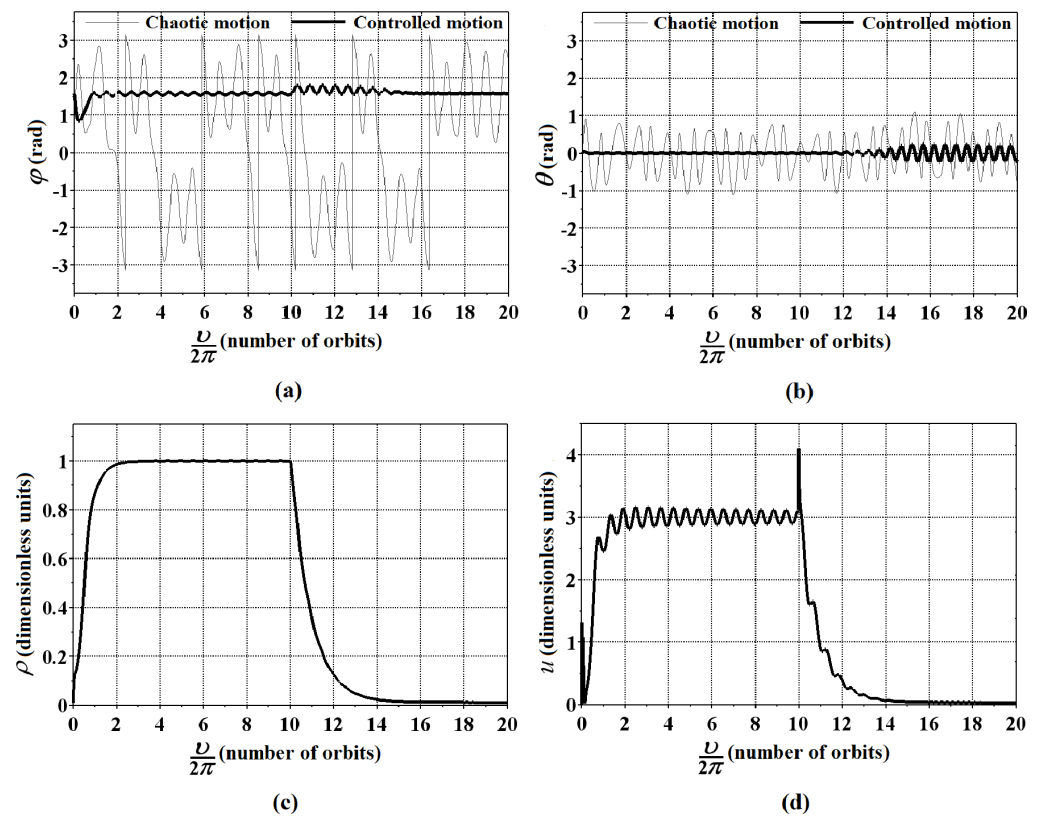 Chaotic motion Controlled motion
φ (rad)
3
2
1
0
-1
-2
-3
0 2 4 6 8 10 12 14 16 18 20
υ/2π (number of orbits)
(a)
Chaotic motion Controlled motion
θ (rad)
3
2
1
0
-1
-2
-3
0 2 4 6 8 10 12 14 16 18 20
υ/2π (number of orbits)
(b)
ρ (dimensionless units)
1
0.8
0.6
0.4
0.2
0
0 2 4 6 8 10 12 14 16 18 20
υ/2π (number of orbits)
(c)
u (dimensionless units)
4
3
2
1
0
0 2 4 6 8 10 12 14 16 18 20
υ/2π (number of orbits)
(d)